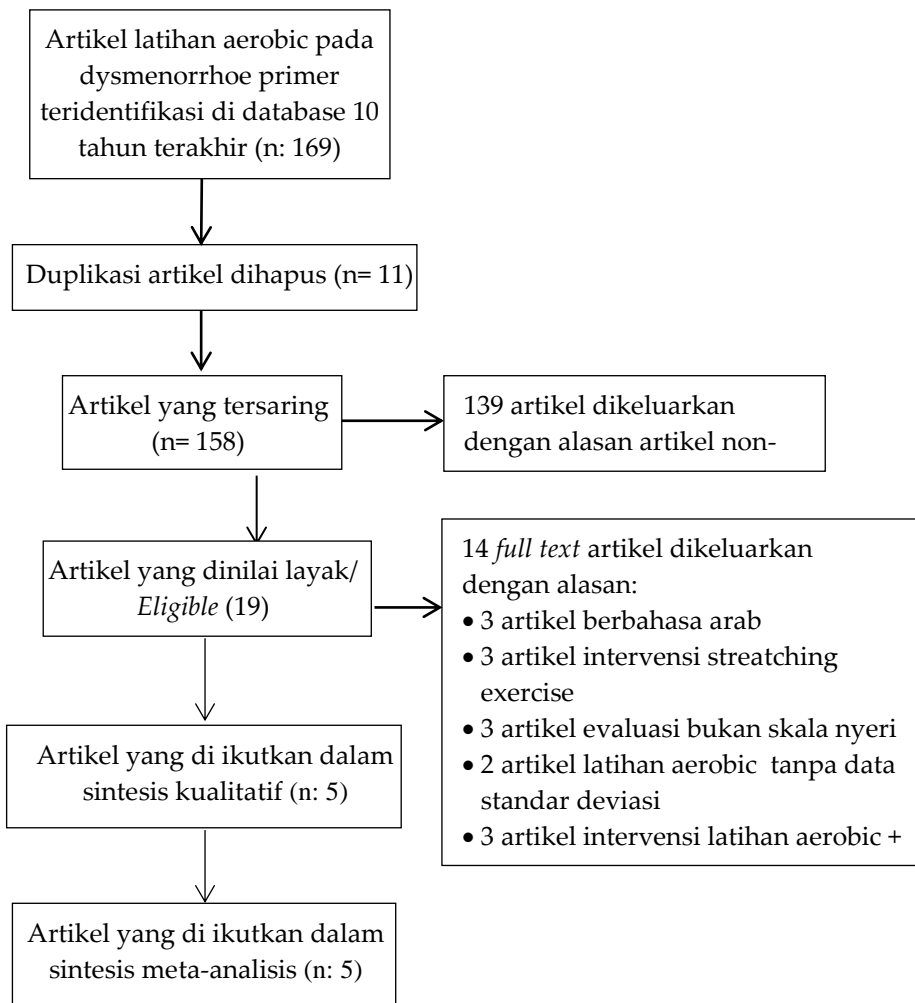 Artikel latihan aerobic pada
dysmenorrhoe primer
teridentifikasi di database 10
tahun terakhir (n: 169)
Duplikasi artikel dihapus (n= 11)
Artikel yang tersaring
(n= 158)
139 artikel dikeluarkan
dengan alasan artikel non-
Artikel yang dinilai layak/
Eligible (19)
14 full text artikel dikeluarkan
dengan alasan:
• 3 artikel berbahasa arab
• 3 artikel intervensi streatching
exercise
• 3 artikel evaluasi bukan skala nyeri
• 2 artikel latihan aerobic tanpa data
standar deviasi
• 3 artikel intervensi latihan aerobic +
Artikel yang di ikutkan dalam
sintesis kualitatif (n: 5)
Artikel yang di ikutkan dalam
sintesis meta-analisis (n: 5)